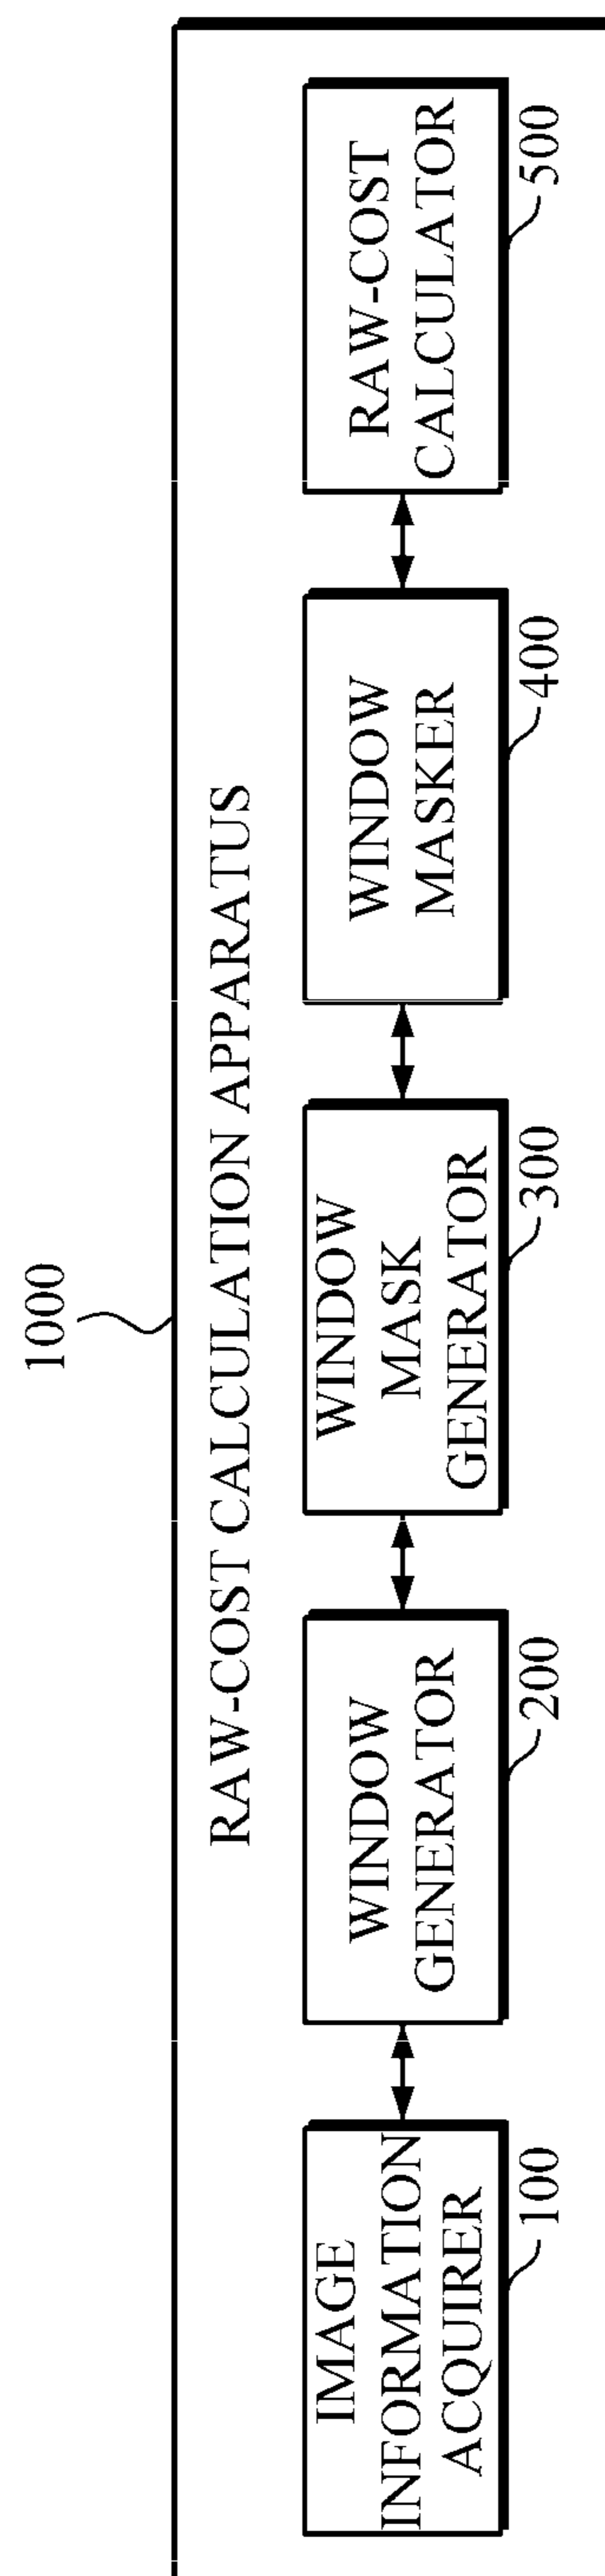 1000
RAW-COST CALCULATION APPARATUS
IMAGE
INFORMATION
ACQUIRER
100
WINDOW
GENERATOR
200
WINDOW
MASK
GENERATOR
300
WINDOW
MASKER
400
RAW-COST
CALCULATOR
500